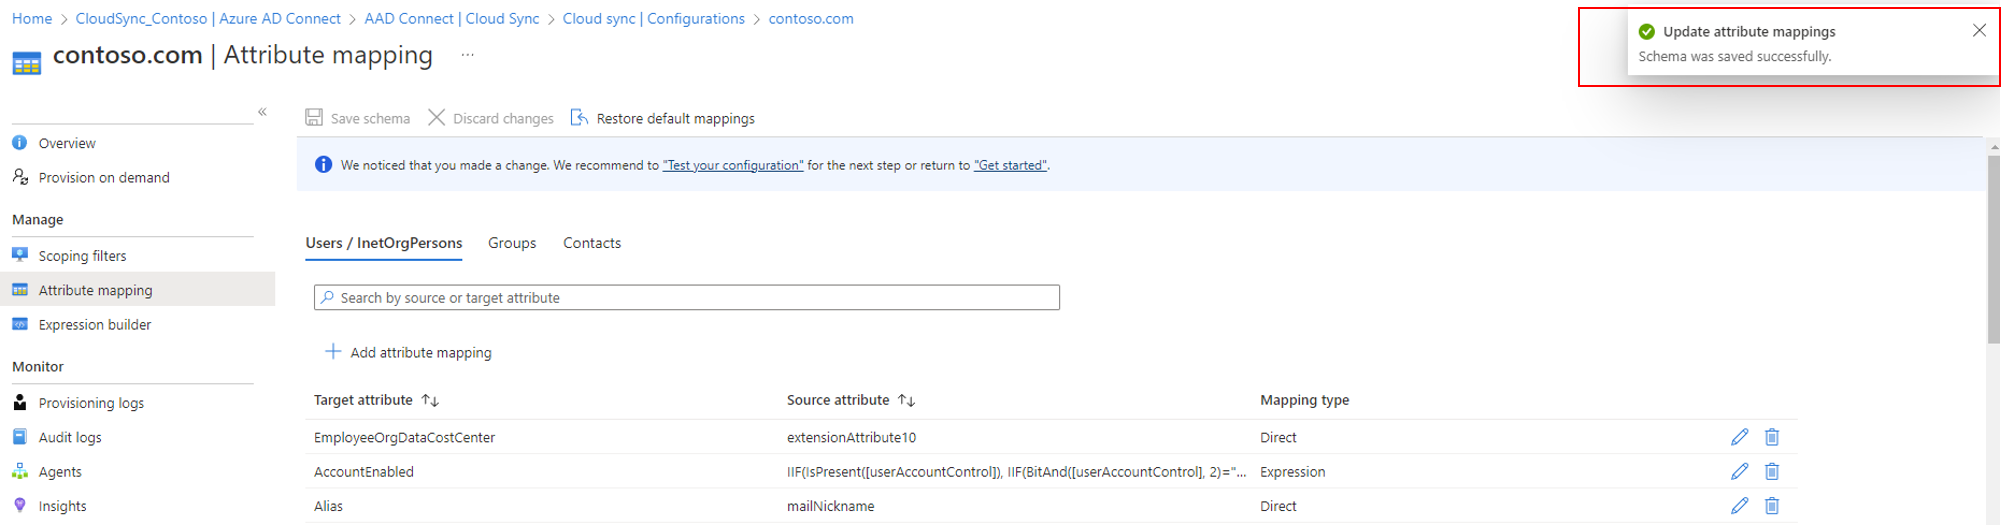 Home > CloudSync_Contoso | Azure AD Connect > AAD Connect | Cloud Sync > Cloud sync | Configurations > contoso.com
Update attribute mappings
Schema was saved successfully.
contoso.com | Attribute mapping ...
«
Save schema Discard changes Restore default mappings
We noticed that you made a change. We recommend to "Test your configuration" for the next step or return to "Get started".
Overview
Provision on demand
Manage
Scoping filters
Attribute mapping
Expression builder
Monitor
Provisioning logs
Audit logs
Agents
Insights
Users / InetOrgPersons Groups Contacts
Search by source or target attribute
+ Add attribute mapping
Target attribute ↑↓ Source attribute ↑↓ Mapping type
EmployeeOrgDataCostCenter extensionAttribute10 Direct
AccountEnabled IIF(IsPresent([userAccountControl]), IIF(BitAnd([userAccountControl], 2)="... Expression
Alias mailNickname Direct